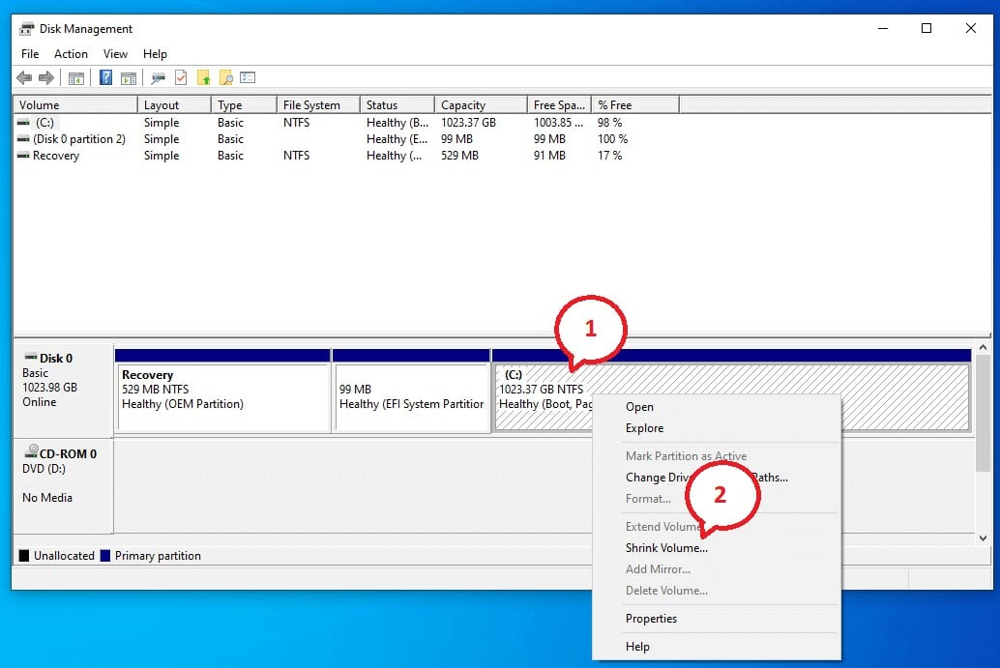 Disk Management
File Action View Help
Volume Layout Type File System Status Capacity Free Spa... % Free
(C:) Simple Basic NTFS Healthy (B... 1023.37 GB 1003.85 ... 98 %
(Disk 0 partition 2) Simple Basic Healthy (E... 99 MB 99 MB 100 %
Recovery Simple Basic NTFS Healthy (... 529 MB 91 MB 17 %
1
Disk 0
Basic
1023.98 GB
Online
Recovery
529 MB NTFS
Healthy (OEM Partition)
99 MB
Healthy (EFI System Partition
(C:)
1023.37 GB NTFS
Healthy (Boot, Pag
CD-ROM 0
DVD (D:)
No Media
Open
Explore
Mark Partition as Active
Change Driv Paths...
2
Format...
Extend Volume
Shrink Volume...
Add Mirror...
Delete Volume...
Properties
Help
Unallocated Primary partition